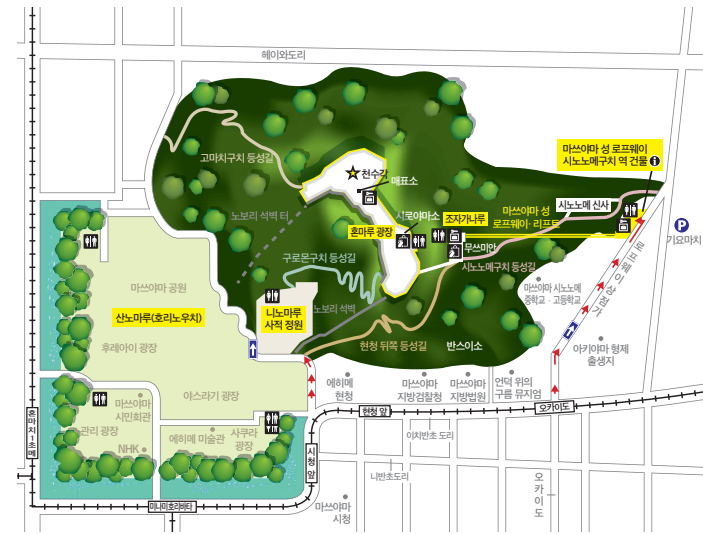 헤이와도리
마쓰야마 성 로프웨이
시노노메구치 역 건물
고마치구치 등성길
천수각
매표소
시노노메 신사
노보리 석벽 터
시로야마소
조자가나루
마쓰야마 성
로프웨이·리프트
혼마루 광장
무쓰미안
P
기요마치
구로몬구치 등성길
시노노메구치 등성길
로프웨이 상점가
마쓰야마 공원
마쓰야마 시노노메
중학교·고등학교
니노마루
사적 정원
노보리 석벽
산노마루(호리노우치)
후레아이 광장
현청 뒤쪽 등성길
반스이소
아키야마 형제
출생지
야스라기 광장
에히메
현청
마쓰야마
지방검찰청
마쓰야마
지방법원
언덕 위의
구름 뮤지엄
마쓰야마
시민회관
현청 앞
오카이도
혼마치 1초메
관리 광장
에히메 미술관
사쿠라
광장
이치반초 도리
NHK
시청 앞
니반초도리
오카이도
미나미호리바타
마쓰야마
시청